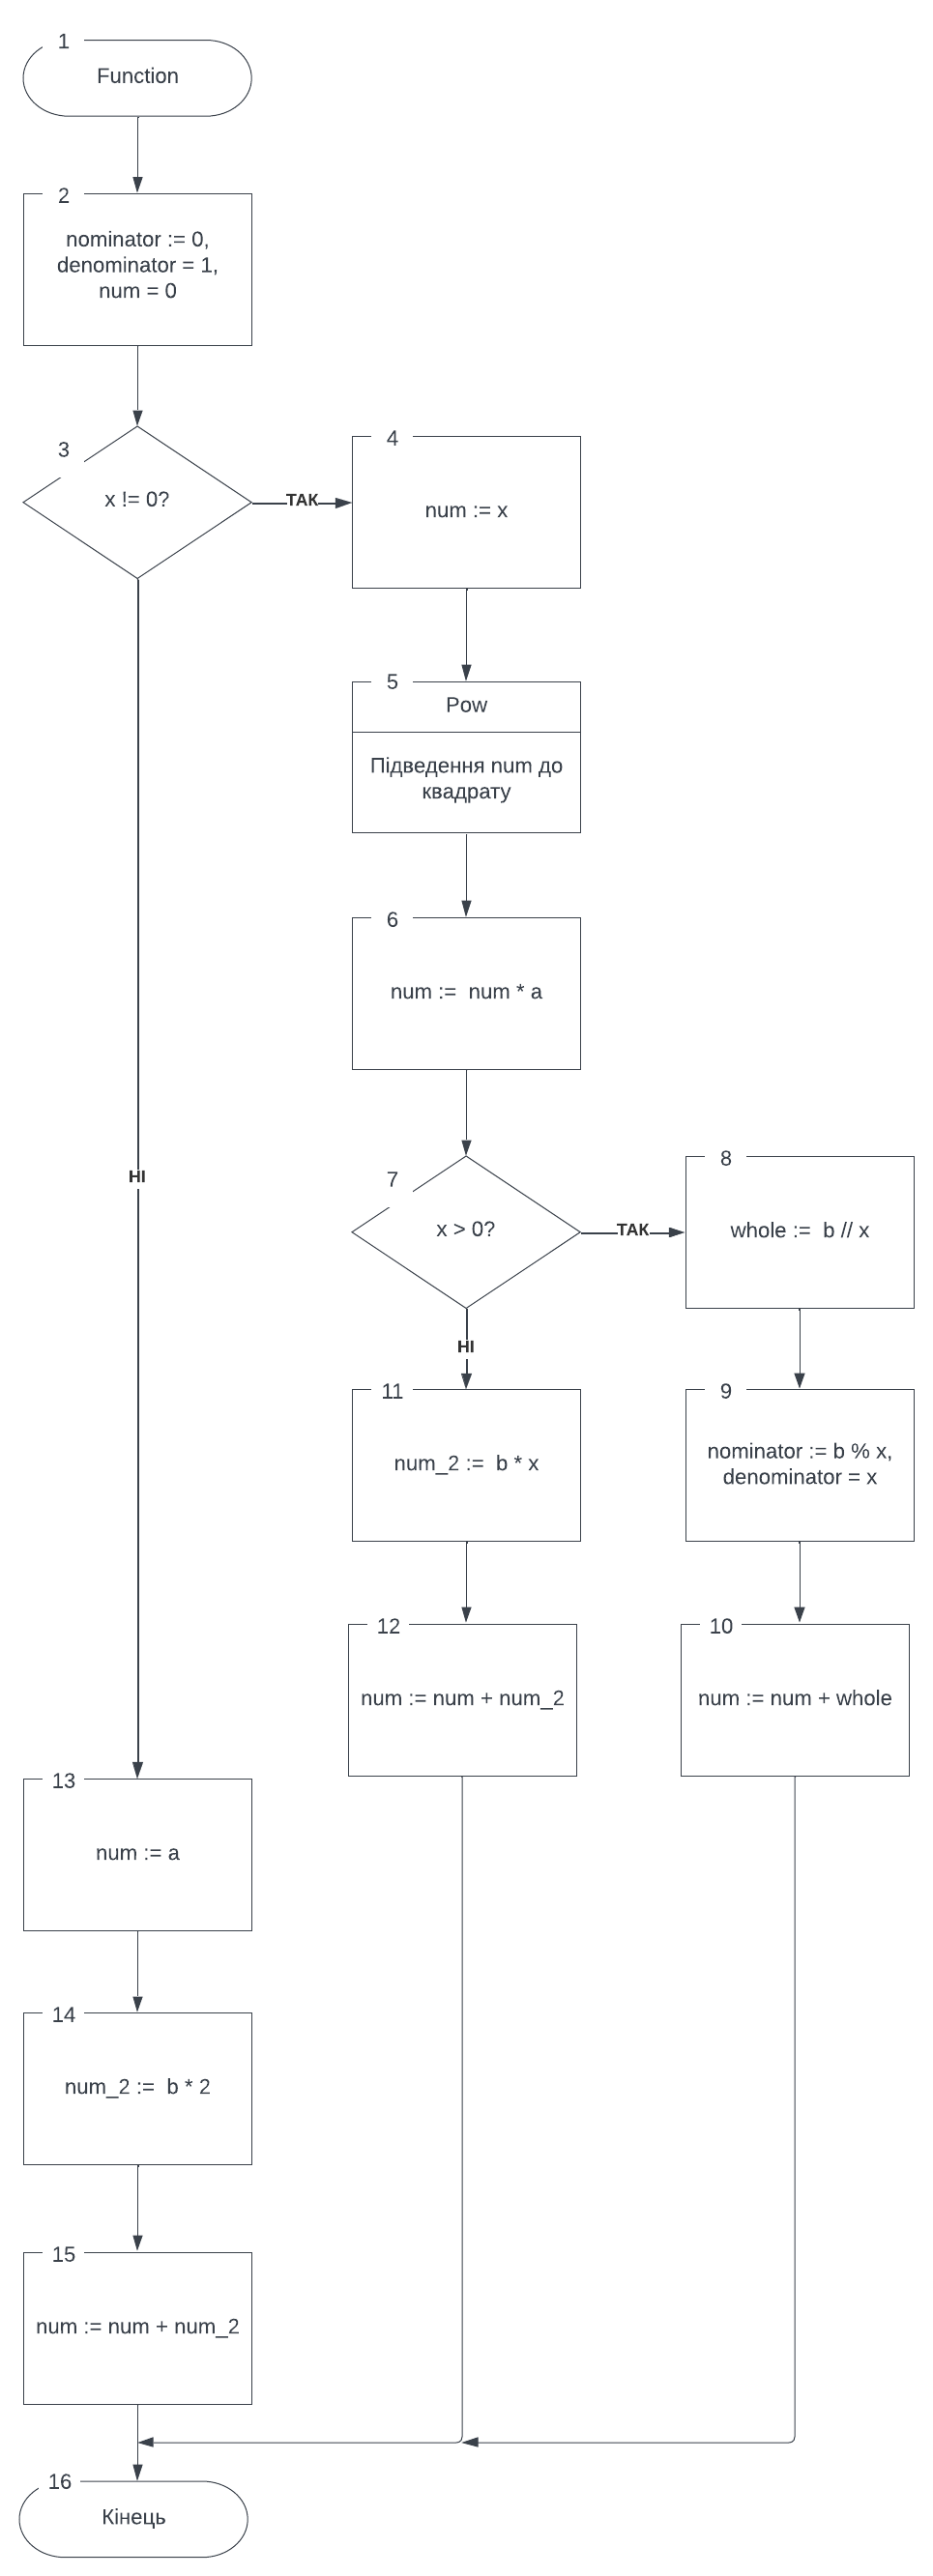 1
Function
2
nominator := 0,
denominator = 1,
num = 0
3
x != 0?
ТАК
4
num := x
5
Pow
Підведення num до
квадрату
6
num :=  num * a
НІ
7
x > 0?
ТАК
8
whole :=  b // x
НІ
11
num_2 :=  b * x
9
nominator := b % x,
denominator = x
12
num := num + num_2
10
num := num + whole
13
num := a
14
num_2 :=  b * 2
15
num := num + num_2
16
Кінець